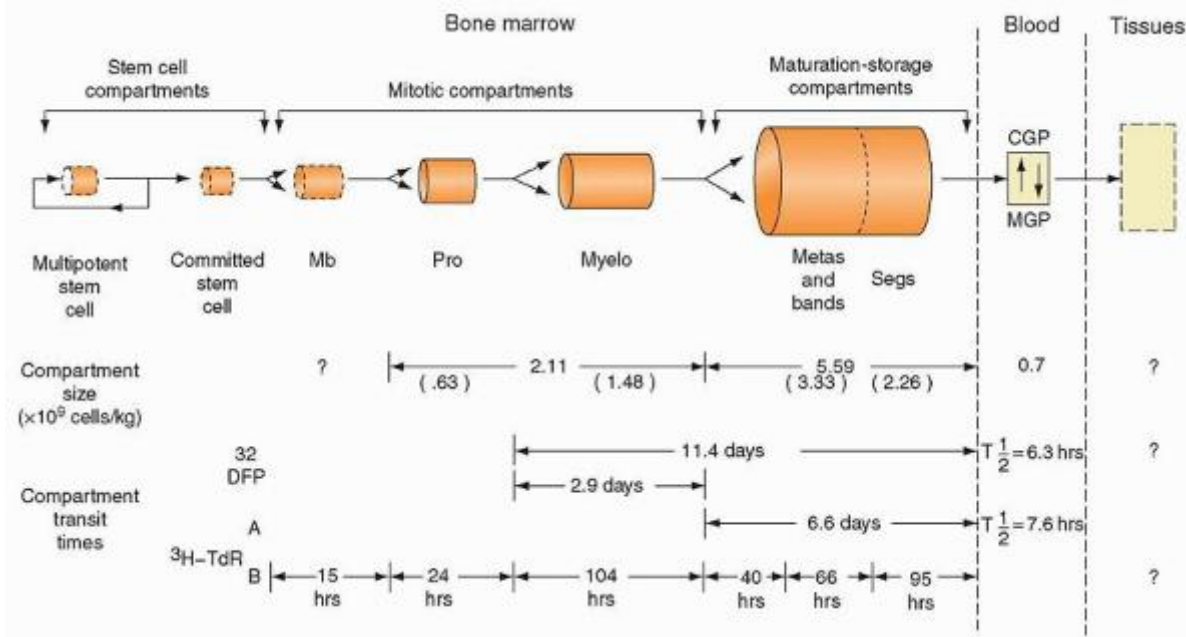 Bone marrow
Blood
Tissues
Stem cell
compartments
Mitotic compartments
Maturation-storage
compartments
CGP
MGP
Multipotent
stem
cell
Committed
stem
cell
Mb
Pro
Myelo
Metas
and
bands
Segs
Compartment
size
(×10⁹ cells/kg)
?
2.11
( .63 )
( 1.48 )
5.59
( 3.33 )
( 2.26 )
0.7
?
Compartment
transit
times
32
DFP
11.4 days
T 1/2 = 6.3 hrs
?
2.9 days
A
6.6 days
T 1/2 = 7.6 hrs
³H–TdR
B
15
hrs
24
hrs
104
hrs
40
hrs
66
hrs
95
hrs
?